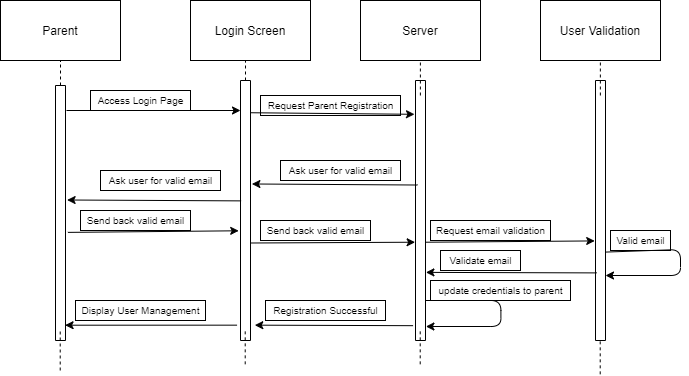 Parent
Login Screen
Server
User Validation
Access Login Page
Request Parent Registration
Ask user for valid email
Ask user for valid email
Send back valid email
Send back valid email
Request email validation
Valid email
Validate email
update credentials to parent
Display User Management
Registration Successful